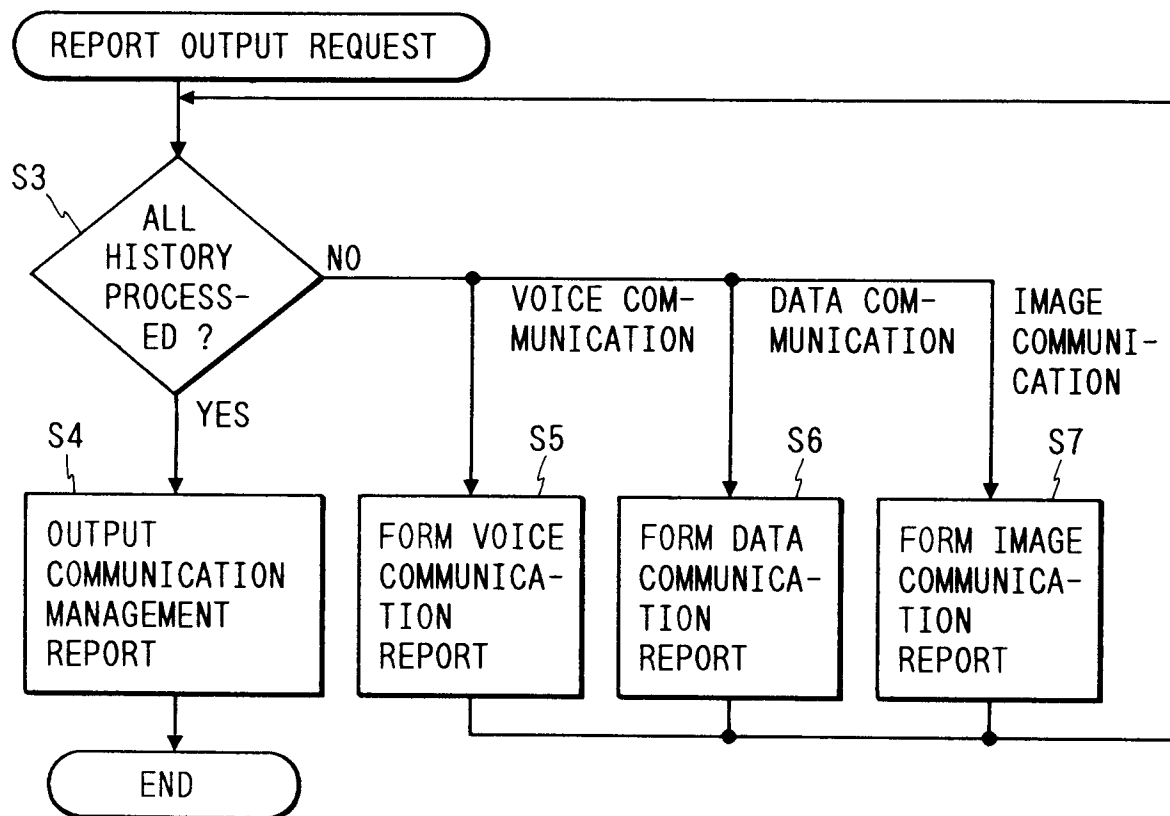 REPORT OUTPUT REQUEST
S3
ALL
HISTORY
PROCESS-
ED ?
NO
YES
VOICE COM-
MUNICATION
DATA COM-
MUNICATION
IMAGE
COMMUNI-
CATION
S4
OUTPUT
COMMUNICATION
MANAGEMENT
REPORT
S5
FORM VOICE
COMMUNICA-
TION
REPORT
S6
FORM DATA
COMMUNICA-
TION
REPORT
S7
FORM IMAGE
COMMUNICA-
TION
REPORT
END